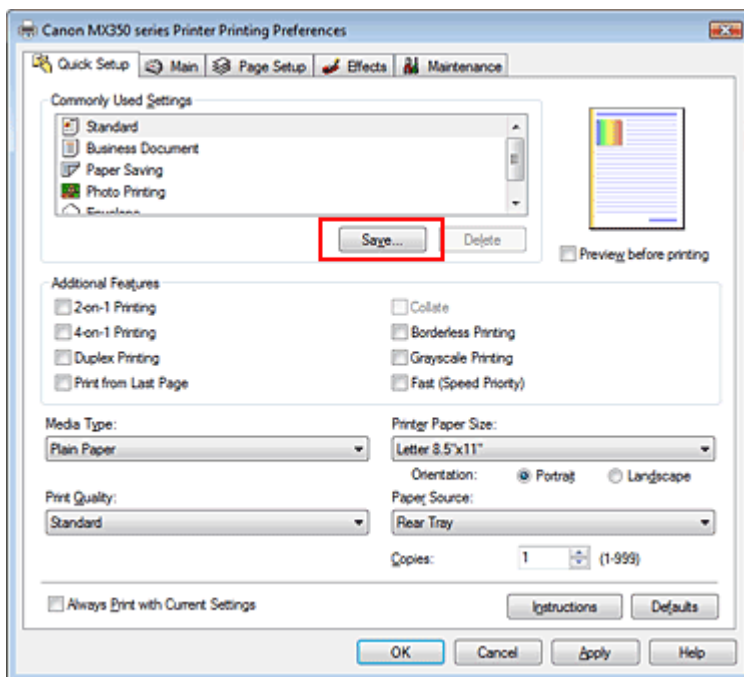 Canon MX350 series Printer Printing Preferences
Quick Setup Main Page Setup Effects Maintenance
Commonly Used Settings
Standard
Business Document
Paper Saving
Photo Printing
Envelope
Save... Delete
Preview before printing
Additional Features
2-on-1 Printing Collate
4-on-1 Printing Borderless Printing
Duplex Printing Grayscale Printing
Print from Last Page Fast (Speed Priority)
Media Type: Printer Paper Size:
Plain Paper Letter 8.5"x11"
Orientation: Portrait Landscape
Print Quality: Paper Source:
Standard Rear Tray
Copies: 1 (1-999)
Always Print with Current Settings Instructions Defaults
OK Cancel Apply Help